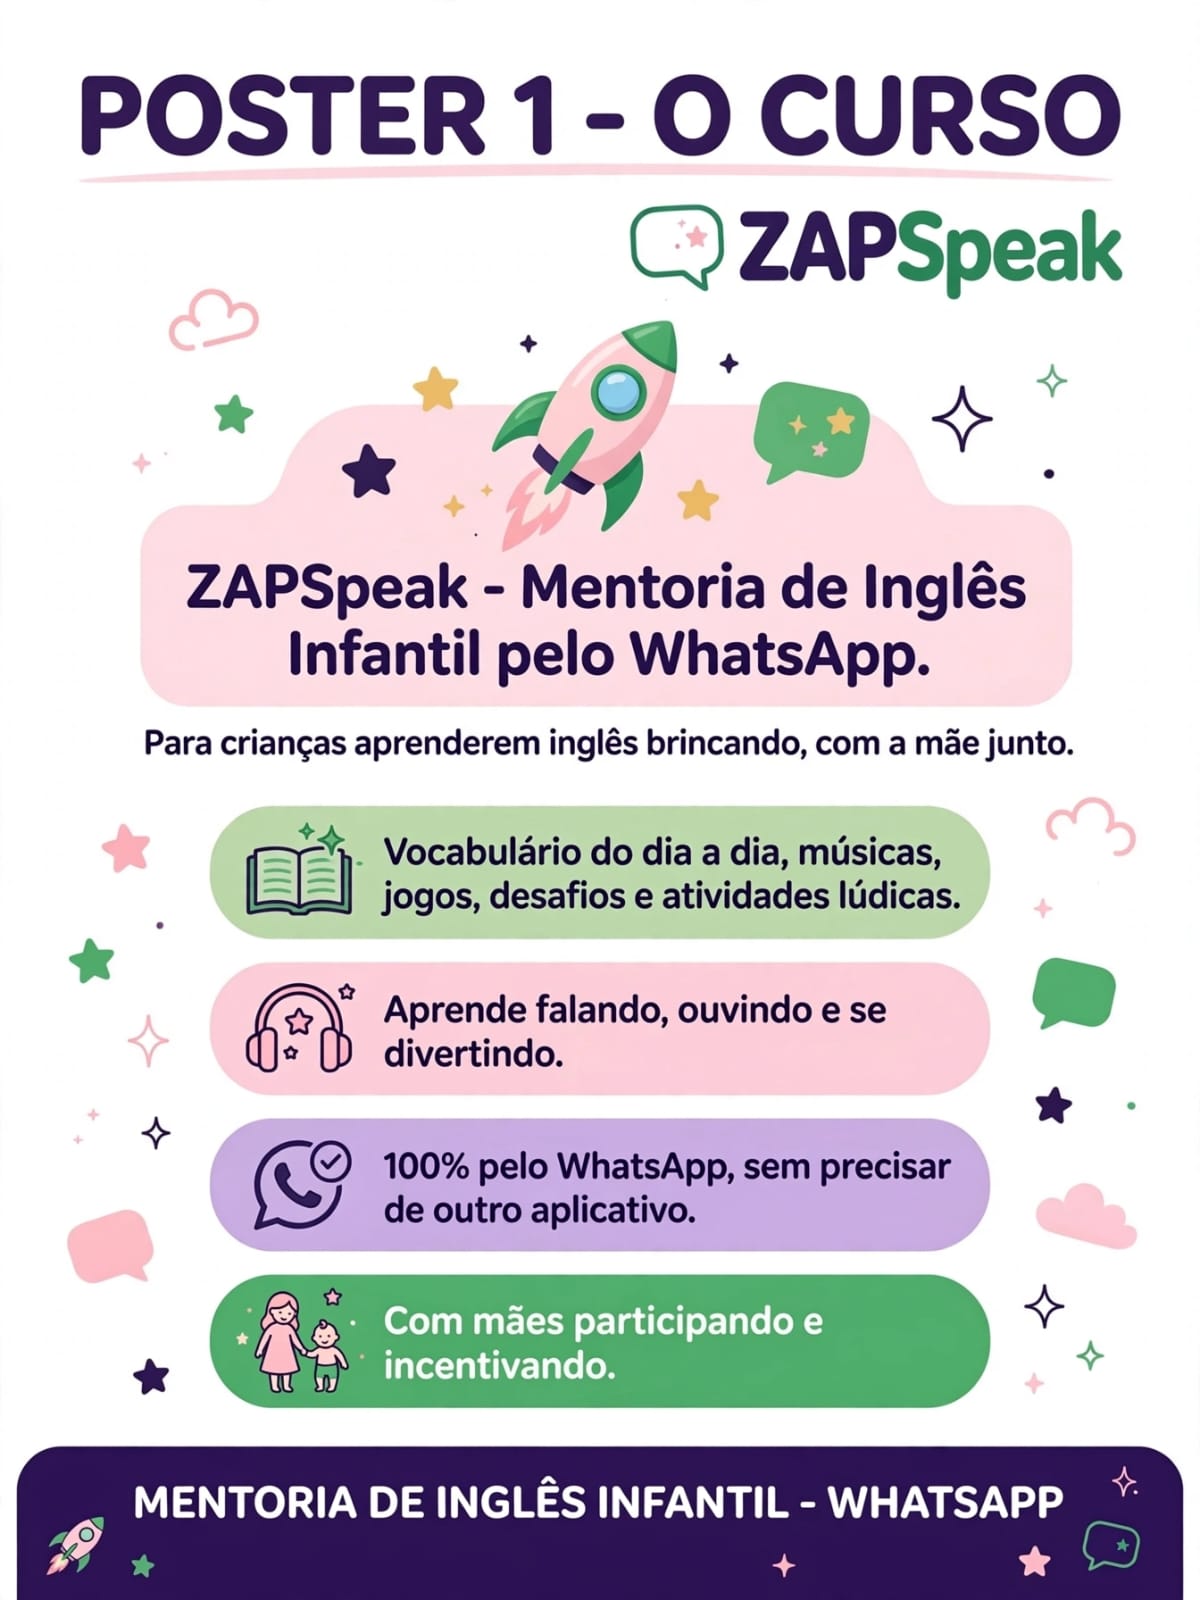 POSTER 1 - O CURSO
ZAPSpeak
ZAPSpeak - Mentoria de Inglês
Infantil pelo WhatsApp.
Para crianças aprenderem inglês brincando, com a mãe junto.
Vocabulário do dia a dia, músicas,
jogos, desafios e atividades lúdicas.
Aprende falando, ouvindo e se
divertindo.
100% pelo WhatsApp, sem precisar
de outro aplicativo.
Com mães participando e
incentivando.
MENTORIA DE INGLÊS INFANTIL - WHATSAPP